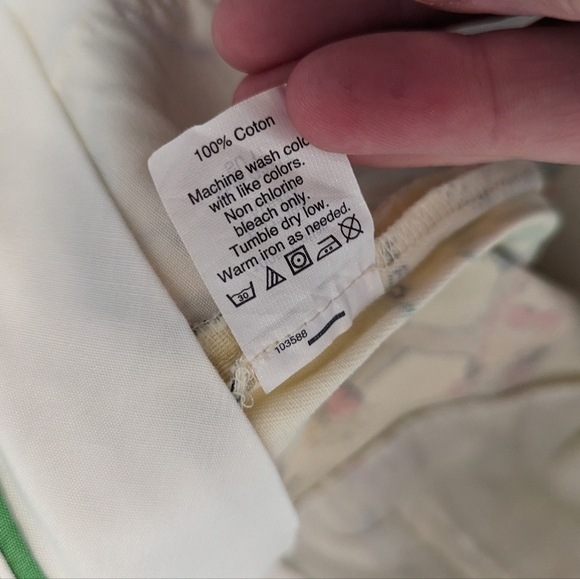 100% Coton
Machine wash cold
with like colors.
Non chlorine
bleach only.
Tumble dry low.
Warm iron as needed.
30
103588